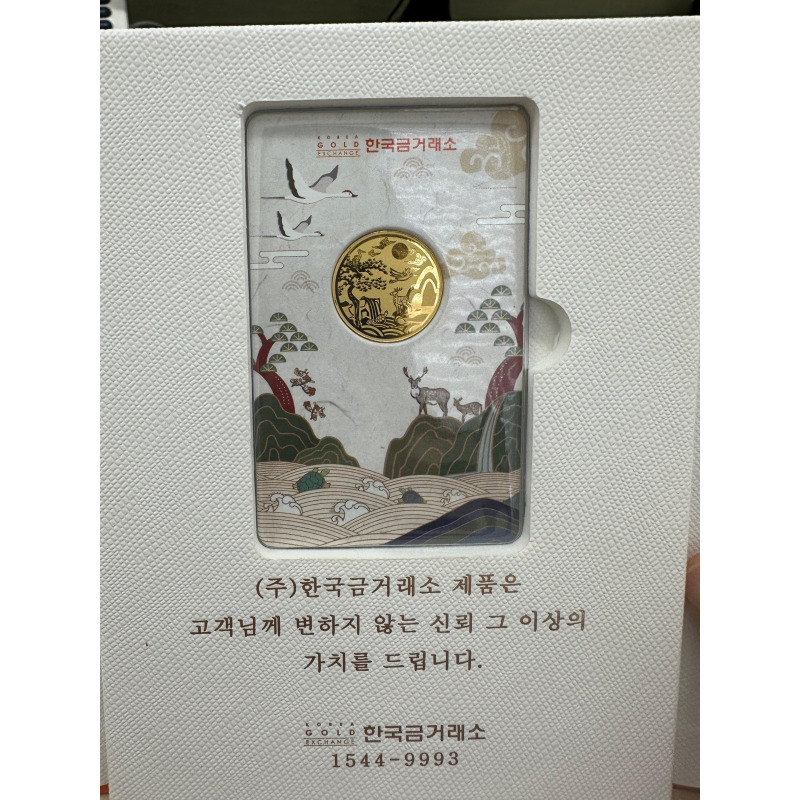 KOREA
GOLD
EXCHANGE
한국금거래소
(주)한국금거래소 제품은
고객님께 변하지 않는 신뢰 그 이상의
가치를 드립니다.
KOREA
GOLD
EXCHANGE
한국금거래소
1544-9993